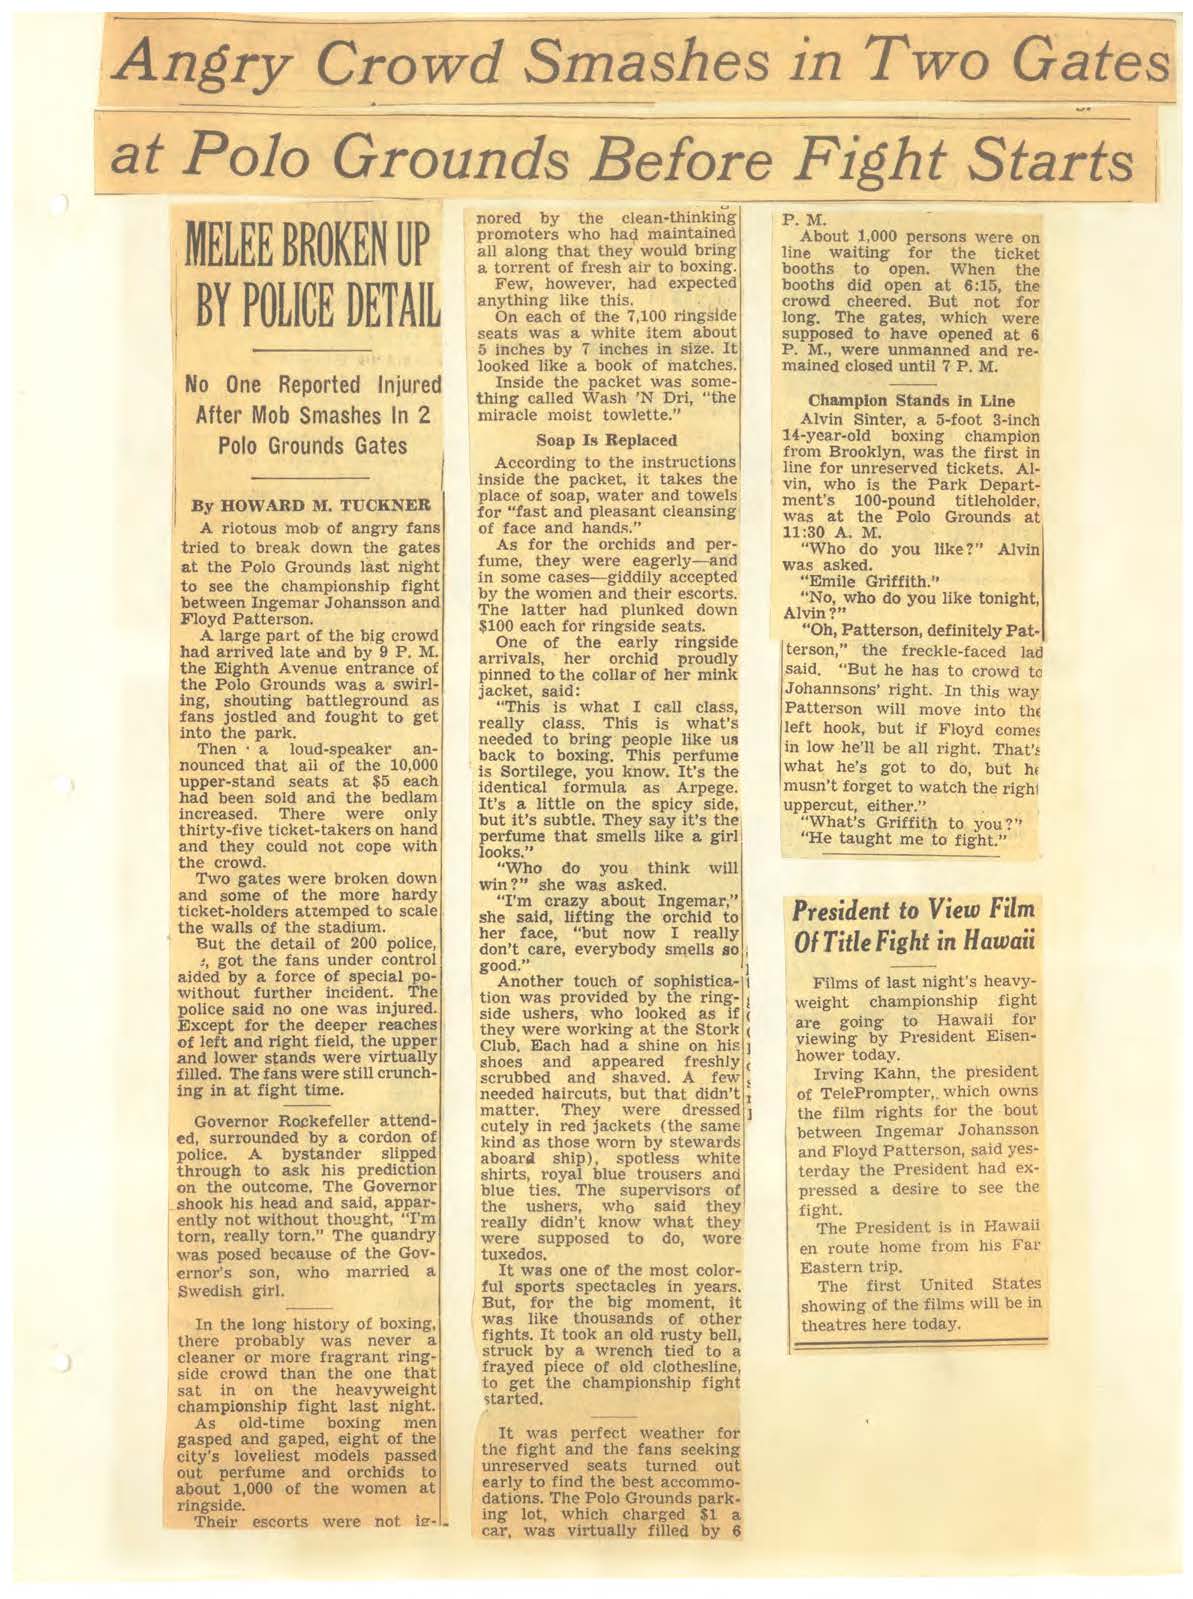 Angry Crowd Smashes in Two Gates
at Polo Grounds Before Fight Starts
MELEE BROKEN UP
BY POLICE DETAIL
No One Reported Injured
After Mob Smashes In 2
Polo Grounds Gates
By HOWARD M. TUCKNER
A riotous mob of angry fans
tried to break down the gates
at the Polo Grounds last night
to see the championship fight
between Ingemar Johansson and
Floyd Patterson.
A large part of the big crowd
had arrived late and by 9 P. M.
the Eighth Avenue entrance of
the Polo Grounds was a swirl-
ing, shouting battleground as
fans jostled and fought to get
into the park.
Then a loud-speaker an-
nounced that all of the 10,000
upper-stand seats at $5 each
had been sold and the bedlam
increased. There were only
thirty-five ticket-takers on hand
and they could not cope with
the crowd.
Two gates were broken down
and some of the more hardy
ticket-holders attemped to scale
the walls of the stadium.
But the detail of 200 police,
got the fans under control
aided by a force of special po-
without further incident. The
police said no one was injured.
Except for the deeper reaches
of left and right field, the upper
and lower stands were virtually
filled. The fans were still crunch-
ing in at fight time.
Governor Rockefeller attend-
ed, surrounded by a cordon of
police. A bystander slipped
through to ask his prediction
on the outcome. The Governor
shook his head and said, appar-
ently not without thought, "I'm
torn, really torn." The quandry
was posed because of the Gov-
ernor's son, who married a
Swedish girl.
In the long history of boxing,
there probably was never a
cleaner or more fragrant ring-
side crowd than the one that
sat in on the heavyweight
championship fight last night.
As old-time boxing men
gasped and gaped, eight of the
city's loveliest models passed
out perfume and orchids to
about 1,000 of the women at
ringside.
Their escorts were not ig-
nored by the clean-thinking
promoters who had maintained
all along that they would bring
a torrent of fresh air to boxing.
Few, however, had expected
anything like this.
On each of the 7,100 ringside
seats was a white item about
5 inches by 7 inches in size. It
looked like a book of matches.
Inside the packet was some-
thing called Wash 'N Dri, "the
miracle moist towlette."
Soap Is Replaced
According to the instructions
inside the packet, it takes the
place of soap, water and towels
for "fast and pleasant cleansing
of face and hands."
As for the orchids and per-
fume, they were eagerly—and
in some cases—giddily accepted
by the women and their escorts.
The latter had plunked down
$100 each for ringside seats.
One of the early ringside
arrivals, her orchid proudly
pinned to the collar of her mink
jacket, said:
"This is what I call class,
really class. This is what's
needed to bring people like us
back to boxing. This perfume
is Sortilege, you know. It's the
identical formula as Arpege.
It's a little on the spicy side,
but it's subtle. They say it's the
perfume that smells like a girl
looks."
"Who do you think will
win?" she was asked.
"I'm crazy about Ingemar,"
she said, lifting the orchid to
her face, "but now I really
don't care, everybody smells so
good."
Another touch of sophistica-
tion was provided by the ring-
side ushers, who looked as if
they were working at the Stork
Club. Each had a shine on his
shoes and appeared freshly
scrubbed and shaved. A few
needed haircuts, but that didn't
matter. They were dressed
cutely in red jackets (the same
kind as those worn by stewards
aboard ship), spotless white
shirts, royal blue trousers and
blue ties. The supervisors of
the ushers, who said they
really didn't know what they
were supposed to do, wore
tuxedos.
It was one of the most color-
ful sports spectacles in years.
But, for the big moment, it
was like thousands of other
fights. It took an old rusty bell,
struck by a wrench tied to a
frayed piece of old clothesline,
to get the championship fight
started.
It was perfect weather for
the fight and the fans seeking
unreserved seats turned out
early to find the best accommo-
dations. The Polo Grounds park-
ing lot, which charged $1 a
car, was virtually filled by 6
P. M.
About 1,000 persons were on
line waiting for the ticket
booths to open. When the
booths did open at 6:15, the
crowd cheered. But not for
long. The gates, which were
supposed to have opened at 6
P. M., were unmanned and re-
mained closed until 7 P. M.
Champion Stands in Line
Alvin Sinter, a 5-foot 3-inch
14-year-old boxing champion
from Brooklyn, was the first in
line for unreserved tickets. Al-
vin, who is the Park Depart-
ment's 100-pound titleholder,
was at the Polo Grounds at
11:30 A. M.
"Who do you like?" Alvin
was asked.
"Emile Griffith."
"No, who do you like tonight,
Alvin?"
"Oh, Patterson, definitely Pat-
terson," the freckle-faced lad
said. "But he has to crowd to
Johannsons' right. In this way
Patterson will move into the
left hook, but if Floyd comes
in low he'll be all right. That's
what he's got to do, but he
musn't forget to watch the right
uppercut, either."
"What's Griffith to you?"
"He taught me to fight."
President to View Film
Of Title Fight in Hawaii
Films of last night's heavy-
weight championship fight
are going to Hawaii for
viewing by President Eisen-
hower today.
Irving Kahn, the president
of TelePrompter, which owns
the film rights for the bout
between Ingemar Johansson
and Floyd Patterson, said yes-
terday the President had ex-
pressed a desire to see the
fight.
The President is in Hawaii
en route home from his Far
Eastern trip.
The first United States
showing of the films will be in
theatres here today.